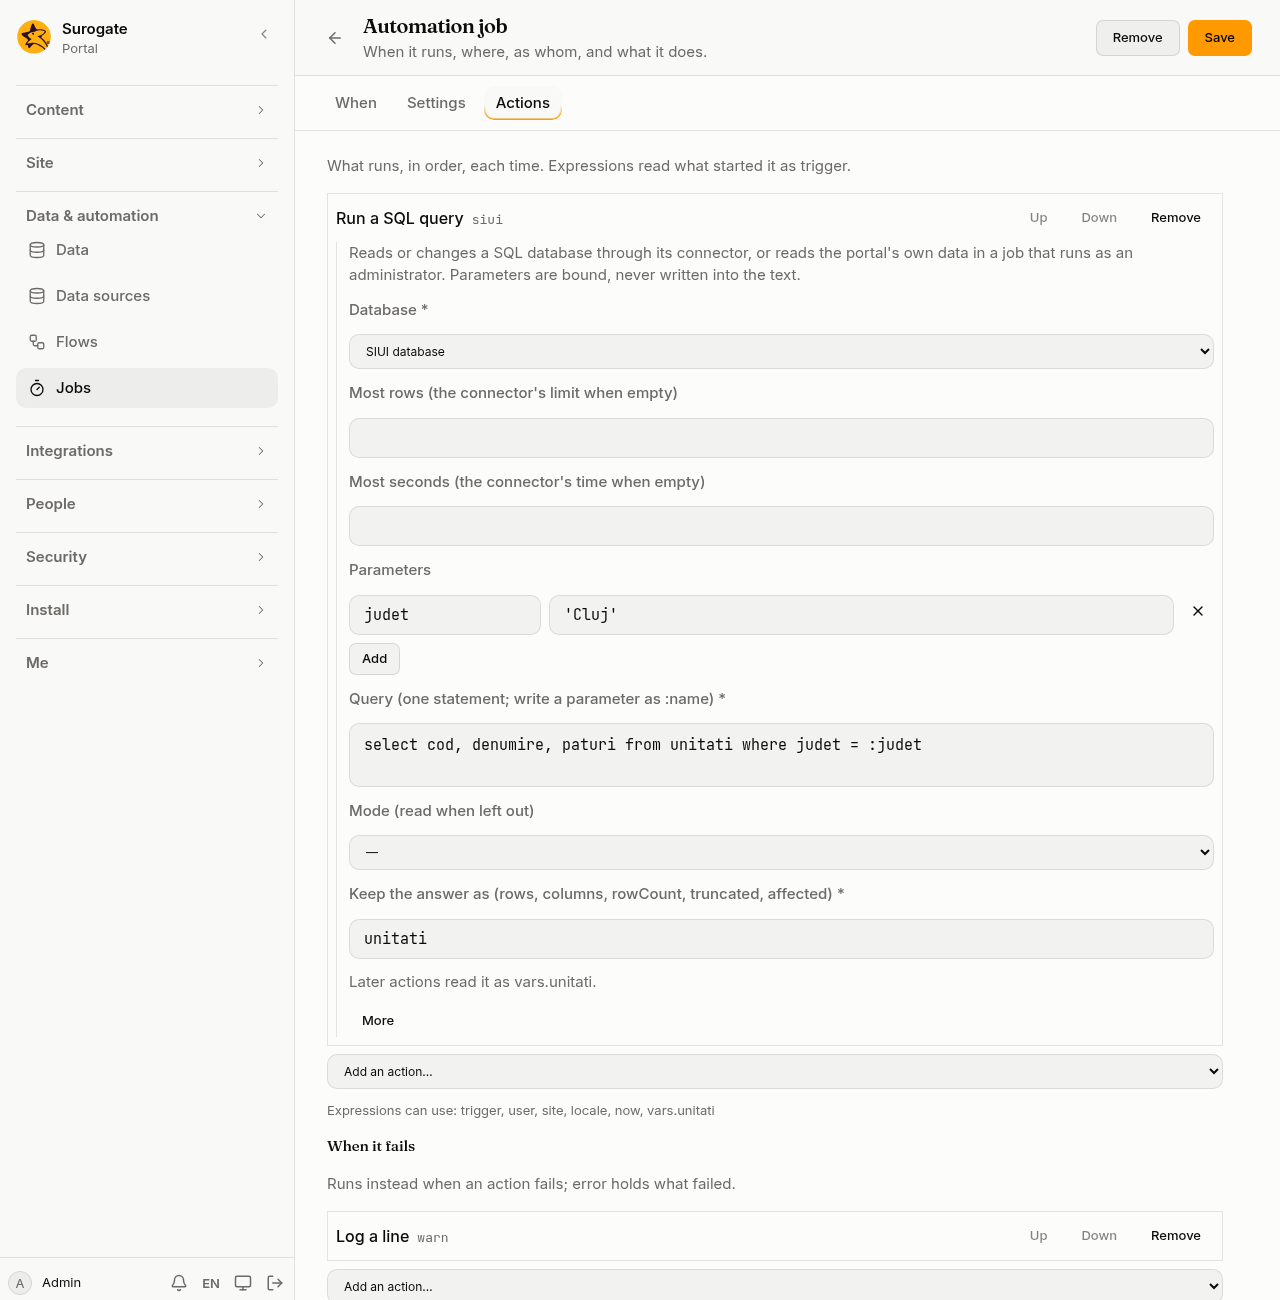 Surogate
Portal
Content
Site
Data & automation
Data
Data sources
Flows
Jobs
Integrations
People
Security
Install
Me
A
Admin
EN
Automation job
When it runs, where, as whom, and what it does.
Remove
Save
When
Settings
Actions
What runs, in order, each time. Expressions read what started it as trigger.
Run a SQL query siui
Up
Down
Remove
Reads or changes a SQL database through its connector, or reads the portal's own data in a job that runs as an
administrator. Parameters are bound, never written into the text.
Database *
SIUI database
Most rows (the connector's limit when empty)
Most seconds (the connector's time when empty)
Parameters
judet
'Cluj'
Add
Query (one statement; write a parameter as :name) *
select cod, denumire, paturi from unitati where judet = :judet
Mode (read when left out)
—
Keep the answer as (rows, columns, rowCount, truncated, affected) *
unitati
Later actions read it as vars.unitati.
More
Add an action...
Expressions can use: trigger, user, site, locale, now, vars.unitati
When it fails
Runs instead when an action fails; error holds what failed.
Log a line warn
Up
Down
Remove
Add an action...